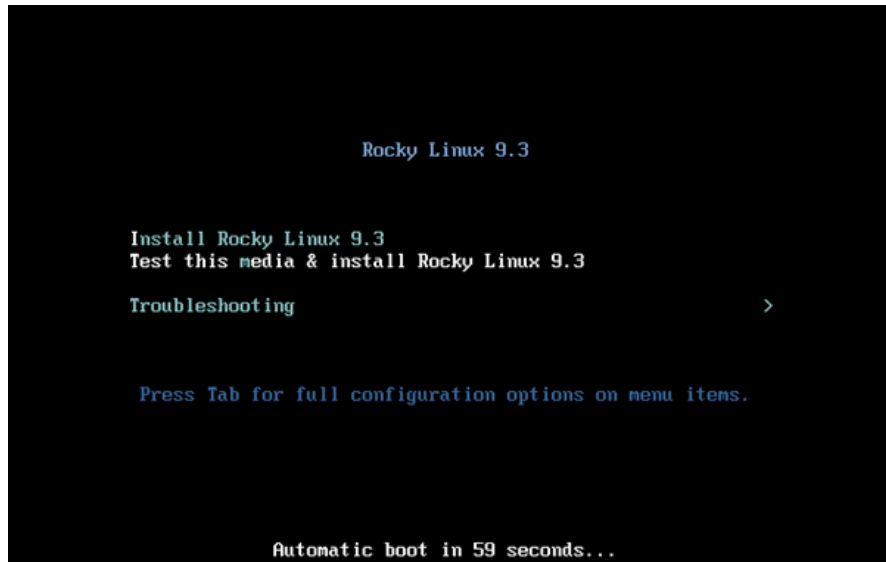 Rocky Linux 9.3
Install Rocky Linux 9.3
Test this media & install Rocky Linux 9.3
Troubleshooting >
Press Tab for full configuration options on menu items.
Automatic boot in 59 seconds...